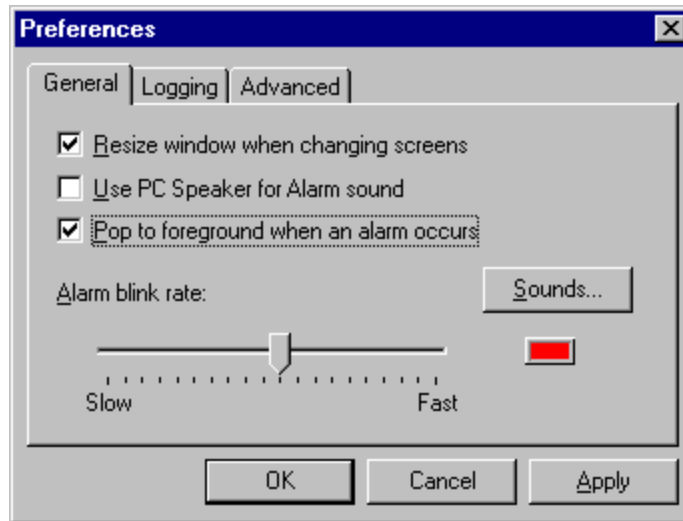 Preferences
General Logging Advanced
Resize window when changing screens
Use PC Speaker for Alarm sound
Pop to foreground when an alarm occurs
Alarm blink rate: Sounds...
Slow Fast
OK Cancel Apply